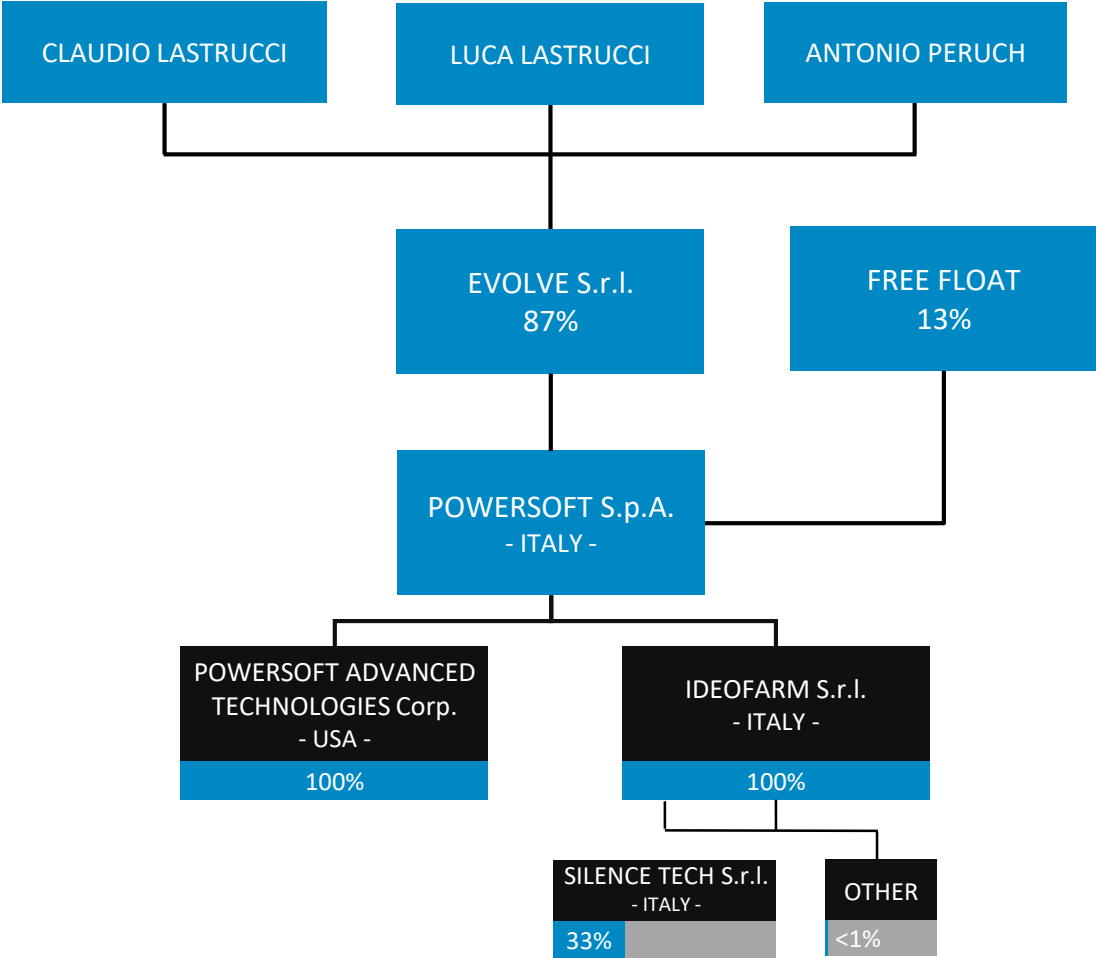 CLAUDIO LASTRUCCI
LUCA LASTRUCCI
ANTONIO PERUCH
EVOLVE S.r.l.
87%
FREE FLOAT
13%
POWERSOFT S.p.A.
- ITALY -
POWERSOFT ADVANCED
TECHNOLOGIES Corp.
- USA -
100%
IDEOFARM S.r.l.
- ITALY -
100%
SILENCE TECH S.r.l.
- ITALY -
33%
OTHER
<1%